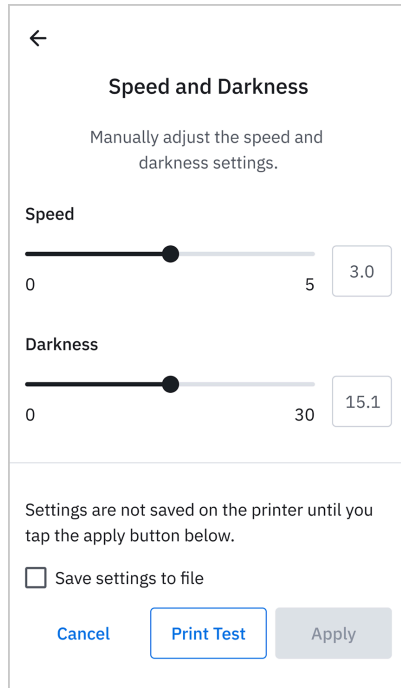 Speed and Darkness
Manually adjust the speed and
darkness settings.
Speed
3.0
0 5
Darkness
15.1
0 30
Settings are not saved on the printer until you
tap the apply button below.
Save settings to file
Cancel Print Test Apply